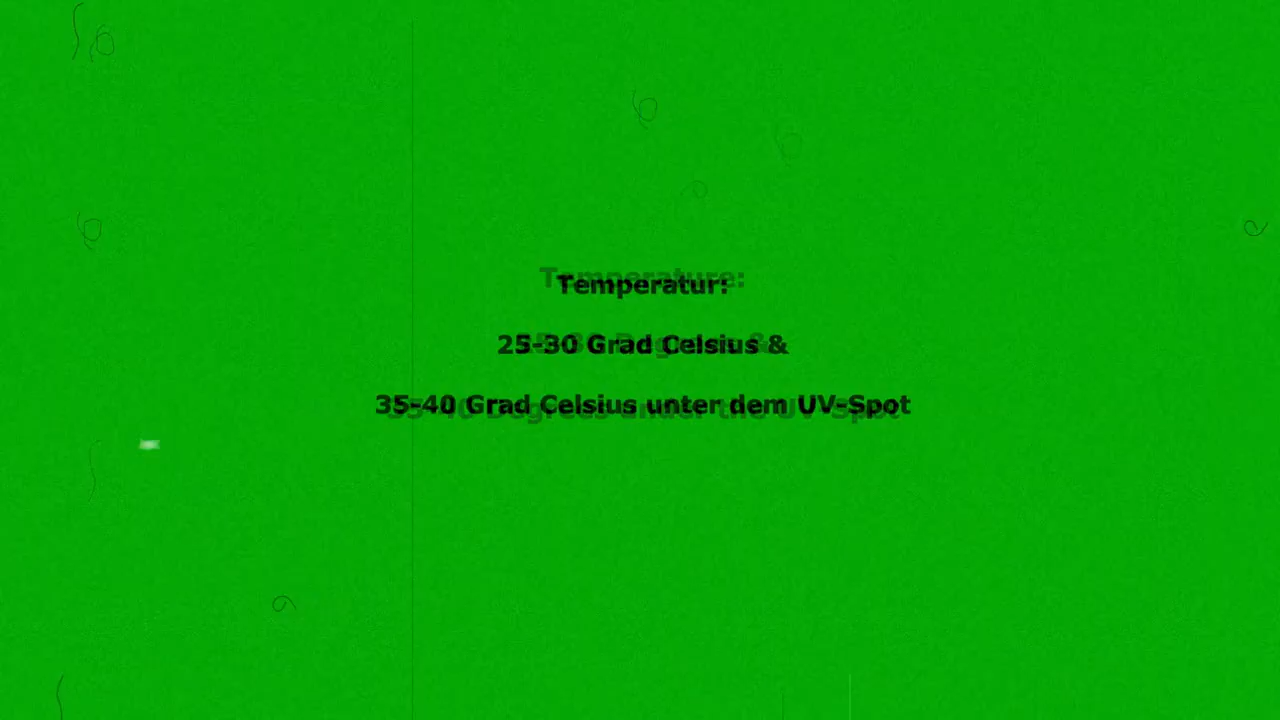 Temperatur:
25-30 Grad Celsius &
35-40 Grad Celsius unter dem UV-Spot